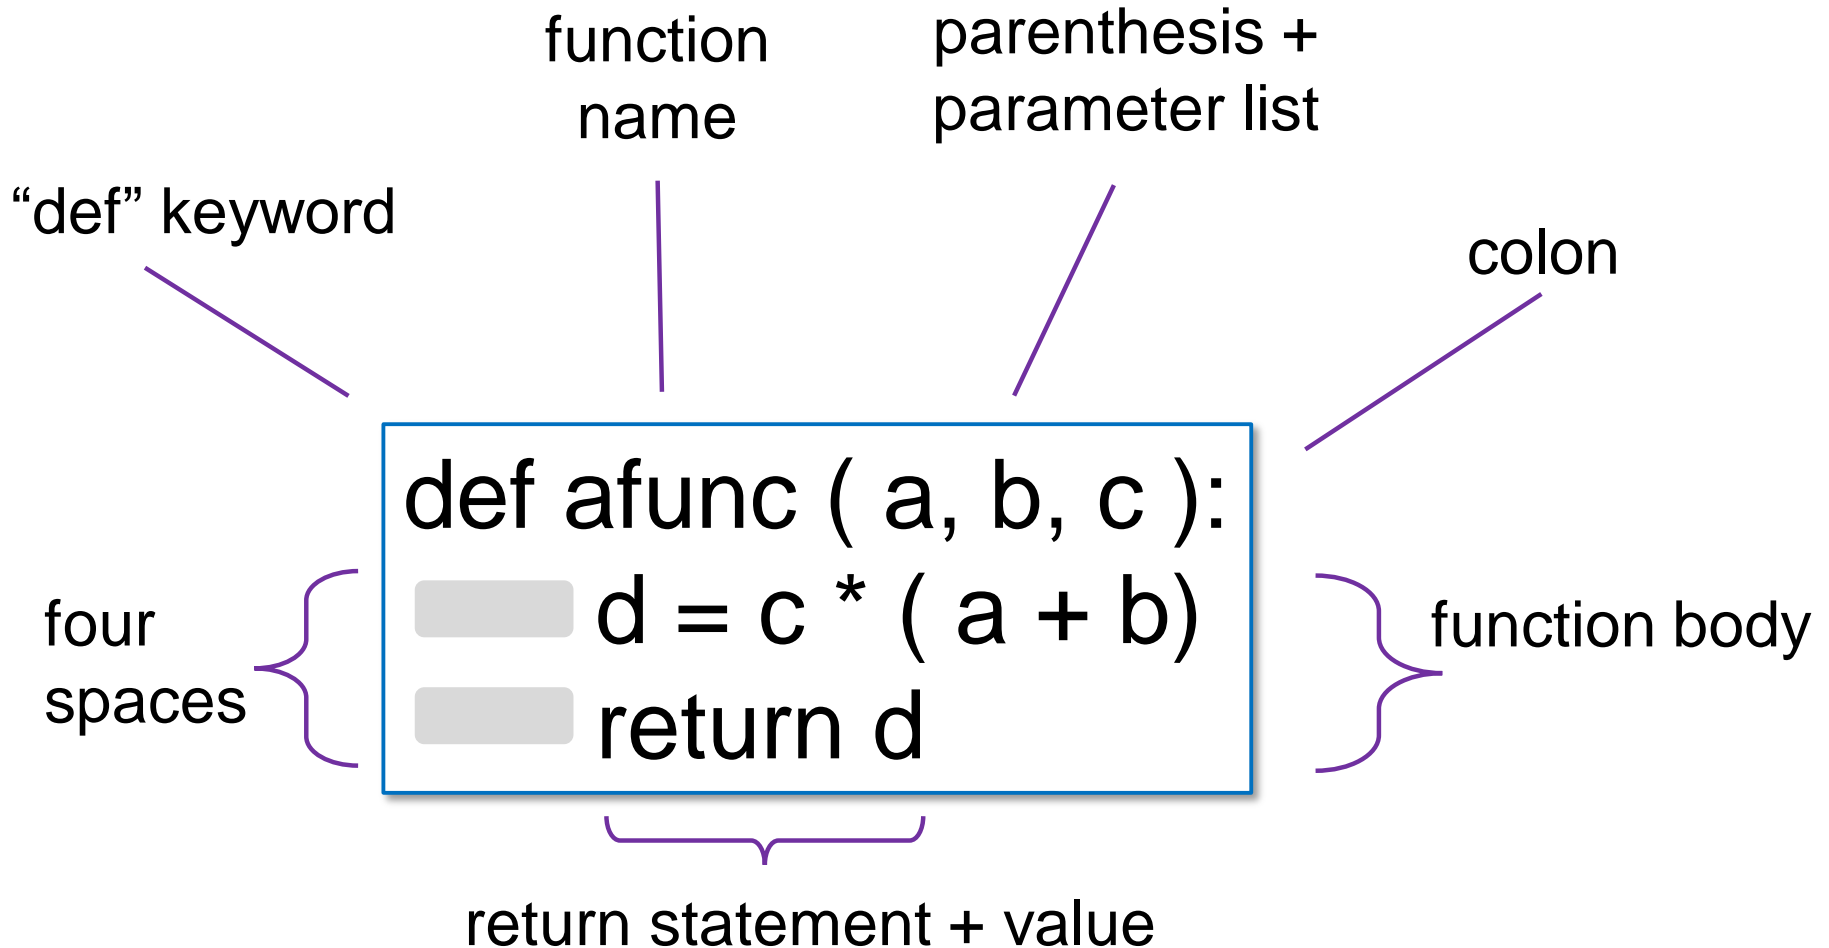 function
name
parenthesis +
parameter list
“def” keyword
colon
def afunc ( a, b, c ):
d = c * ( a + b)
return d
four
spaces
function body
return statement + value